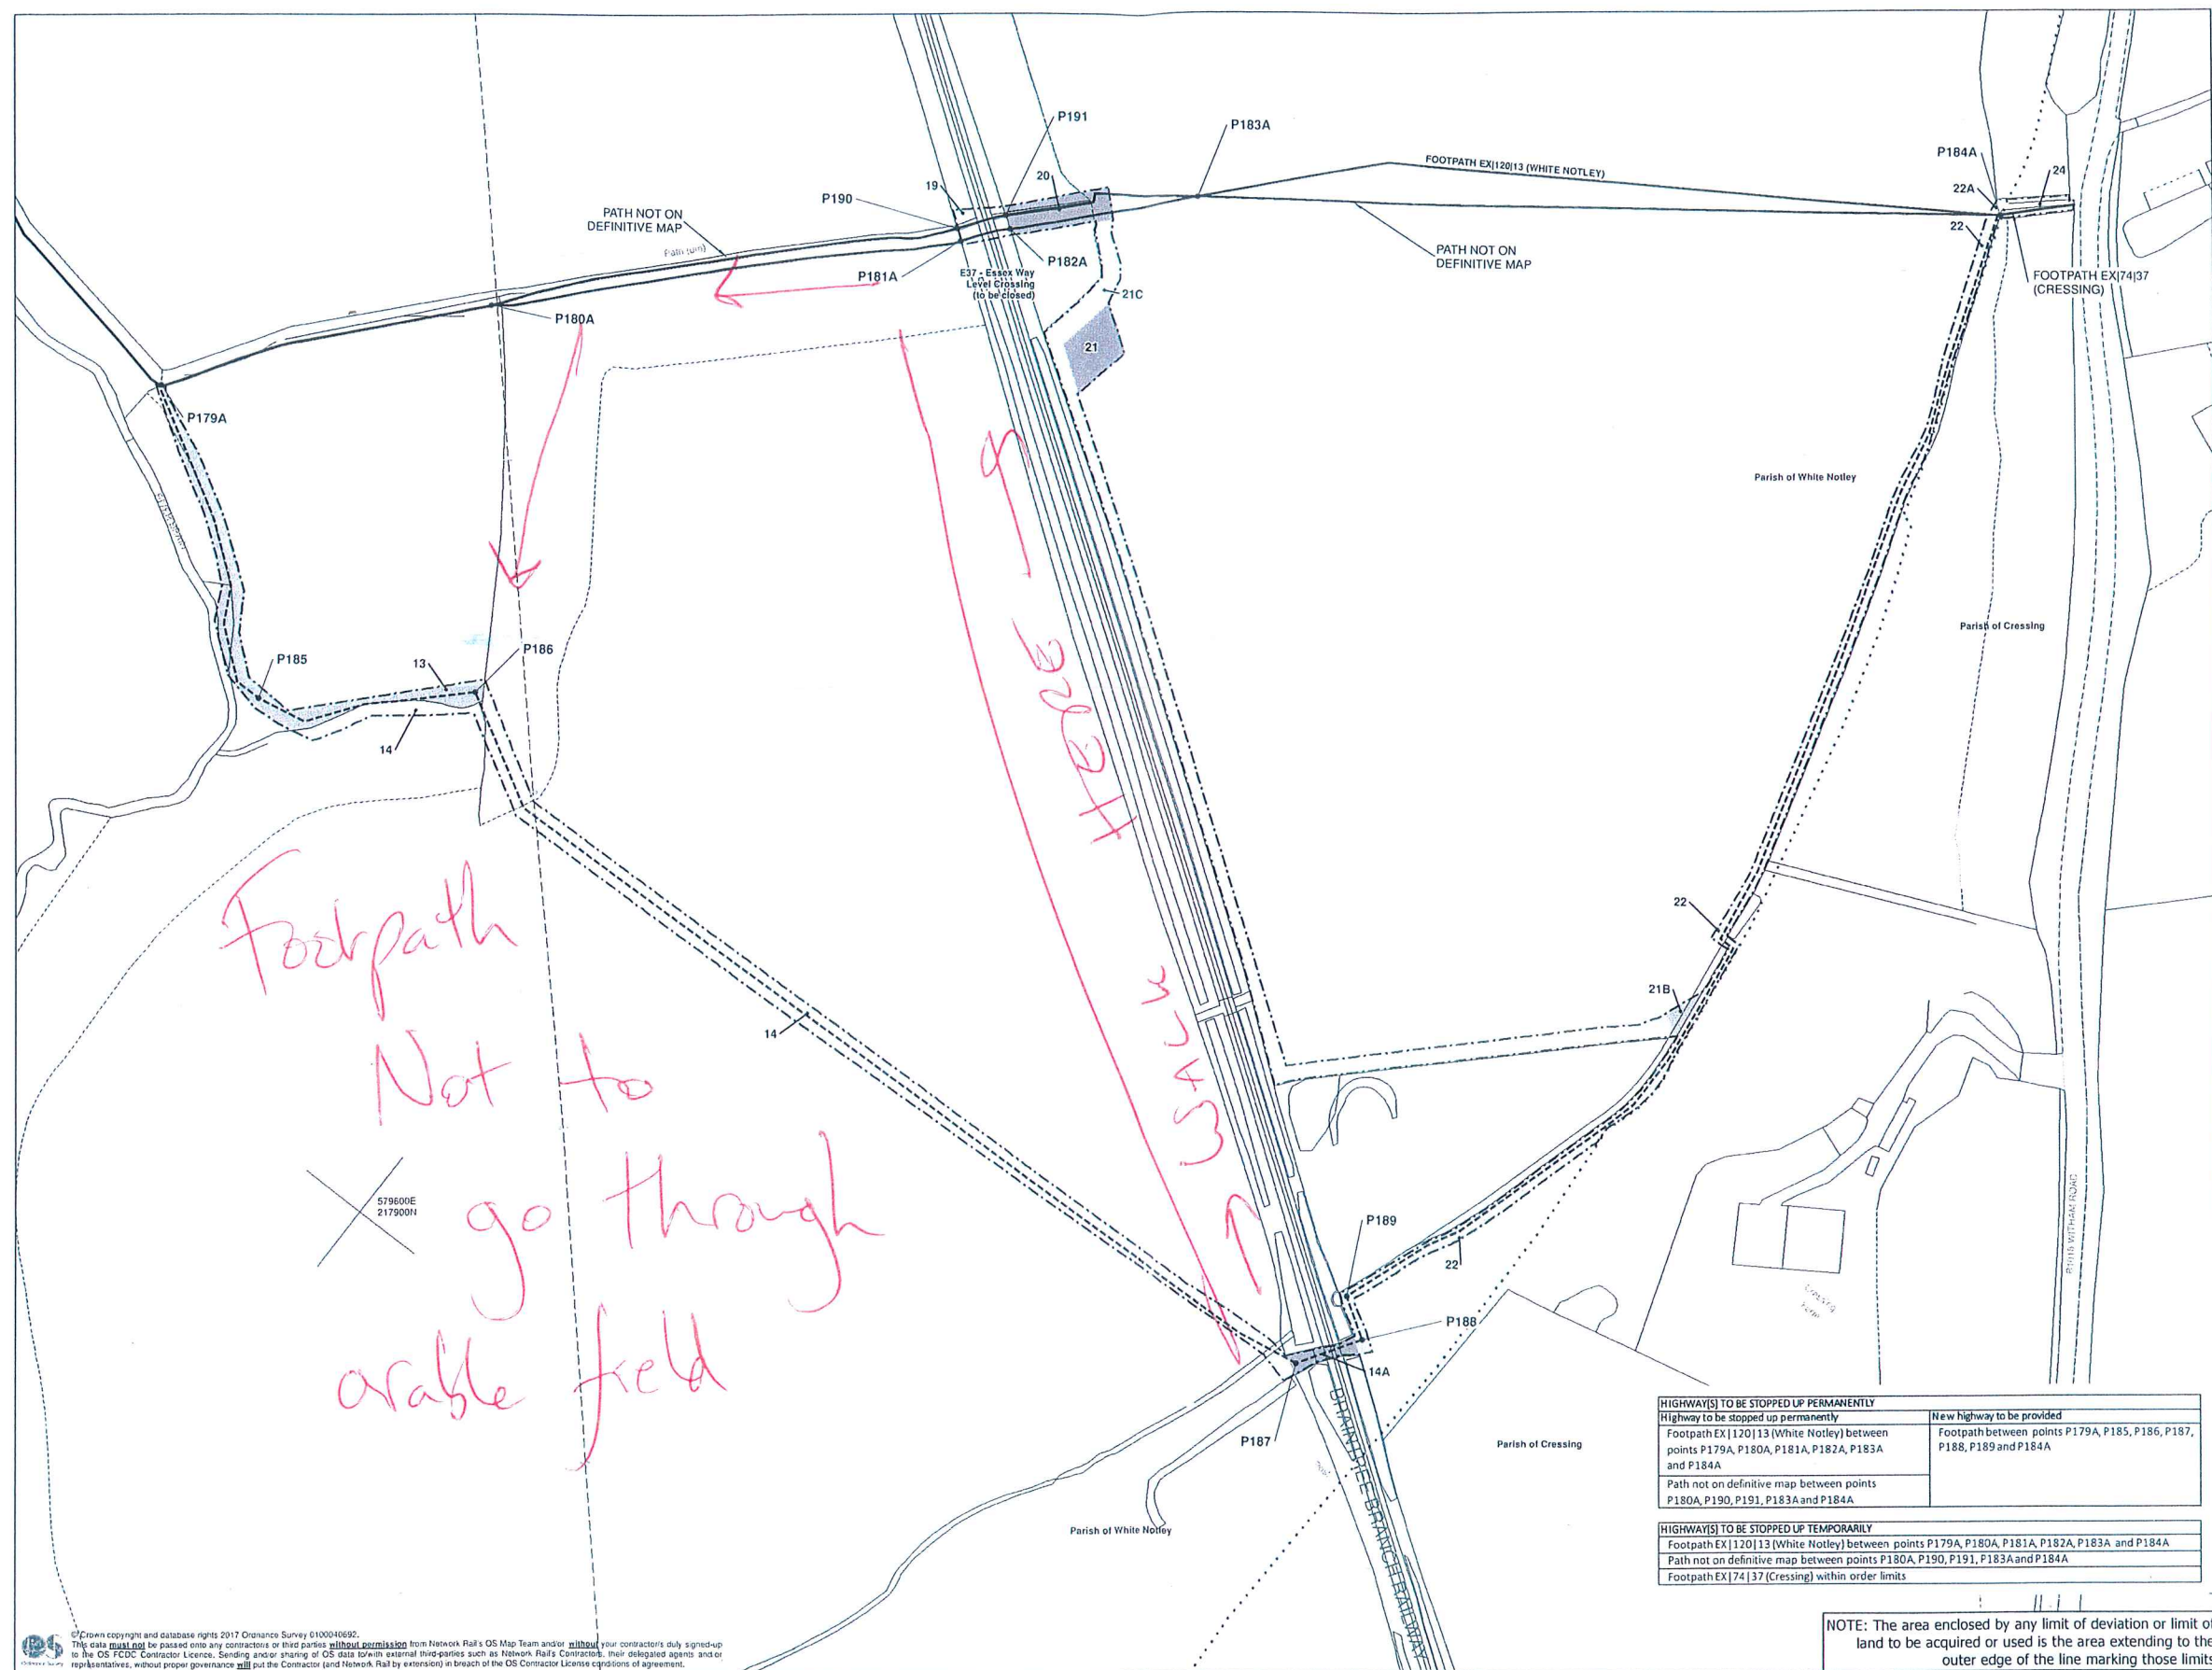 P191
P183A
FOOTPATH EX|120|13 (WHITE NOTLEY)
P184A
24
22A
20
19
P190
PATH NOT ON
DEFINITIVE MAP
Path (um)
22
P181A
P182A
E37 - Essex Way
Level Crossing
(to be closed)
PATH NOT ON
DEFINITIVE MAP
FOOTPATH EX|74|37
(CRESSING)
21C
P180A
21
P179A
Parish of White Notley
Parish of Cressing
P185
13
P186
14
HERE
WALK
22
21B
14
Footpath
Not to
go through
arable field
579600E
217900N
P189
22
P188
14A
P187
B1018 WITHAM ROAD
Cressing
Farm
Parish of Cressing
Parish of White Notley
BRAINTREE BRANCH RAILWAY
HIGHWAY(S) TO BE STOPPED UP PERMANENTLY
Highway to be stopped up permanently
New highway to be provided
Footpath EX|120|13 (White Notley) between
points P179A, P180A, P181A, P182A, P183A
and P184A
Footpath between points P179A, P185, P186, P187,
P188, P189 and P184A
Path not on definitive map between points
P180A, P190, P191, P183A and P184A
HIGHWAY(S) TO BE STOPPED UP TEMPORARILY
Footpath EX|120|13 (White Notley) between points P179A, P180A, P181A, P182A, P183A and P184A
Path not on definitive map between points P180A, P190, P191, P183A and P184A
Footpath EX|74|37 (Cressing) within order limits
NOTE: The area enclosed by any limit of deviation or limit of
land to be acquired or used is the area extending to the
outer edge of the line marking those limits
© Crown copyright and database rights 2017 Ordnance Survey 0100040692.
This data must not be passed onto any contractors or third parties without permission from Network Rail's OS Map Team and/or without your contractor's duly signed-up
to the OS FCDC Contractor Licence. Sending and/or sharing of OS data to/with external third-parties such as Network Rail's Contractors, their delegated agents and or
representatives, without proper governance will put the Contractor (and Network Rail by extension) in breach of the OS Contractor License conditions of agreement.